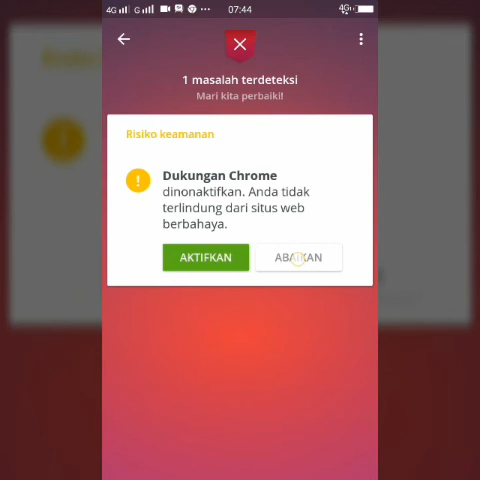 4G G 07:44 4G
1 masalah terdeteksi
Mari kita perbaiki!
Risiko keamanan
Dukungan Chrome
dinonaktifkan. Anda tidak
terlindung dari situs web
berbahaya.
AKTIFKAN ABAIKAN